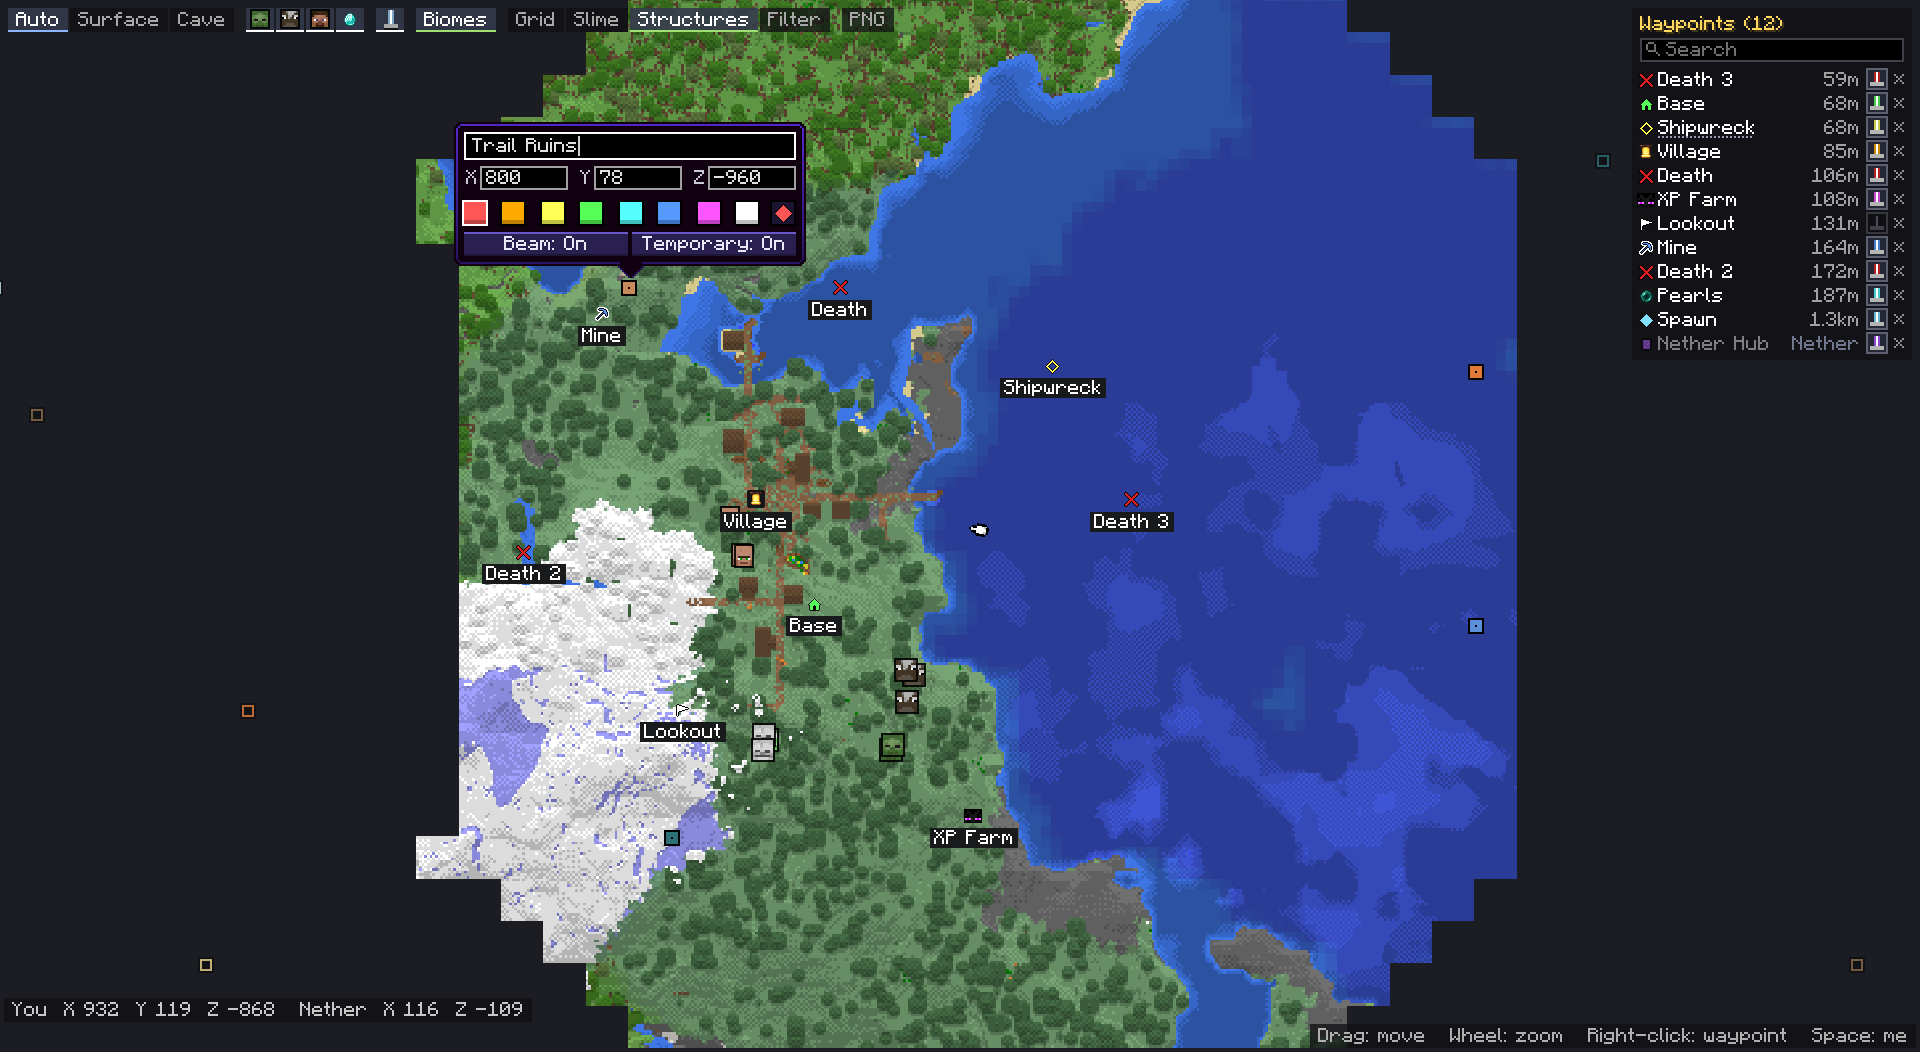 Auto Surface Cave Biomes Grid Slime Structures Filter PNG
Waypoints (12)
Search
Death 3 59m
Base 68m
Shipwreck 68m
Village 85m
Death 106m
XP Farm 108m
Lookout 131m
Mine 164m
Death 2 172m
Pearls 187m
Spawn 1.3km
Nether Hub Nether
Trail Ruins
X 800 Y 78 Z -960
Beam: On Temporary: On
Death
Mine
Shipwreck
Village
Death 3
Death 2
Base
Lookout
XP Farm
You X 932 Y 119 Z -868 Nether X 116 Z -109
Drag: move Wheel: zoom Right-click: waypoint Space: me